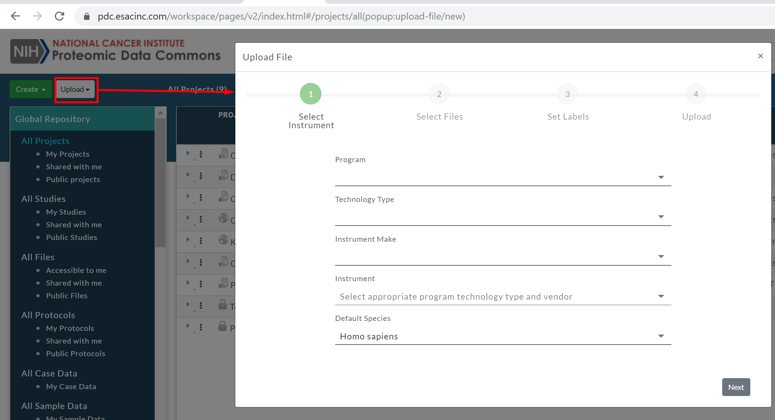 pdc.esacinc.com/workspace/pages/v2/index.html#/projects/all(popup:upload-file/new)
NIH
NATIONAL CANCER INSTITUTE
Proteomic Data Commons
Create
Upload
All Projects (9)
Global Repository
All Projects
My Projects
Shared with me
Public projects
All Studies
My Studies
Shared with me
Public Studies
All Files
Accessible to me
Shared with me
Public Files
All Protocols
My Protocols
Shared with me
Public Protocols
All Case Data
My Case Data
All Sample Data
My Sample Data
Upload File
×
1
Select
Instrument
2
Select Files
3
Set Labels
4
Upload
Program
Technology Type
Instrument Make
Instrument
Select appropriate program technology type and vendor
Default Species
Homo sapiens
Next